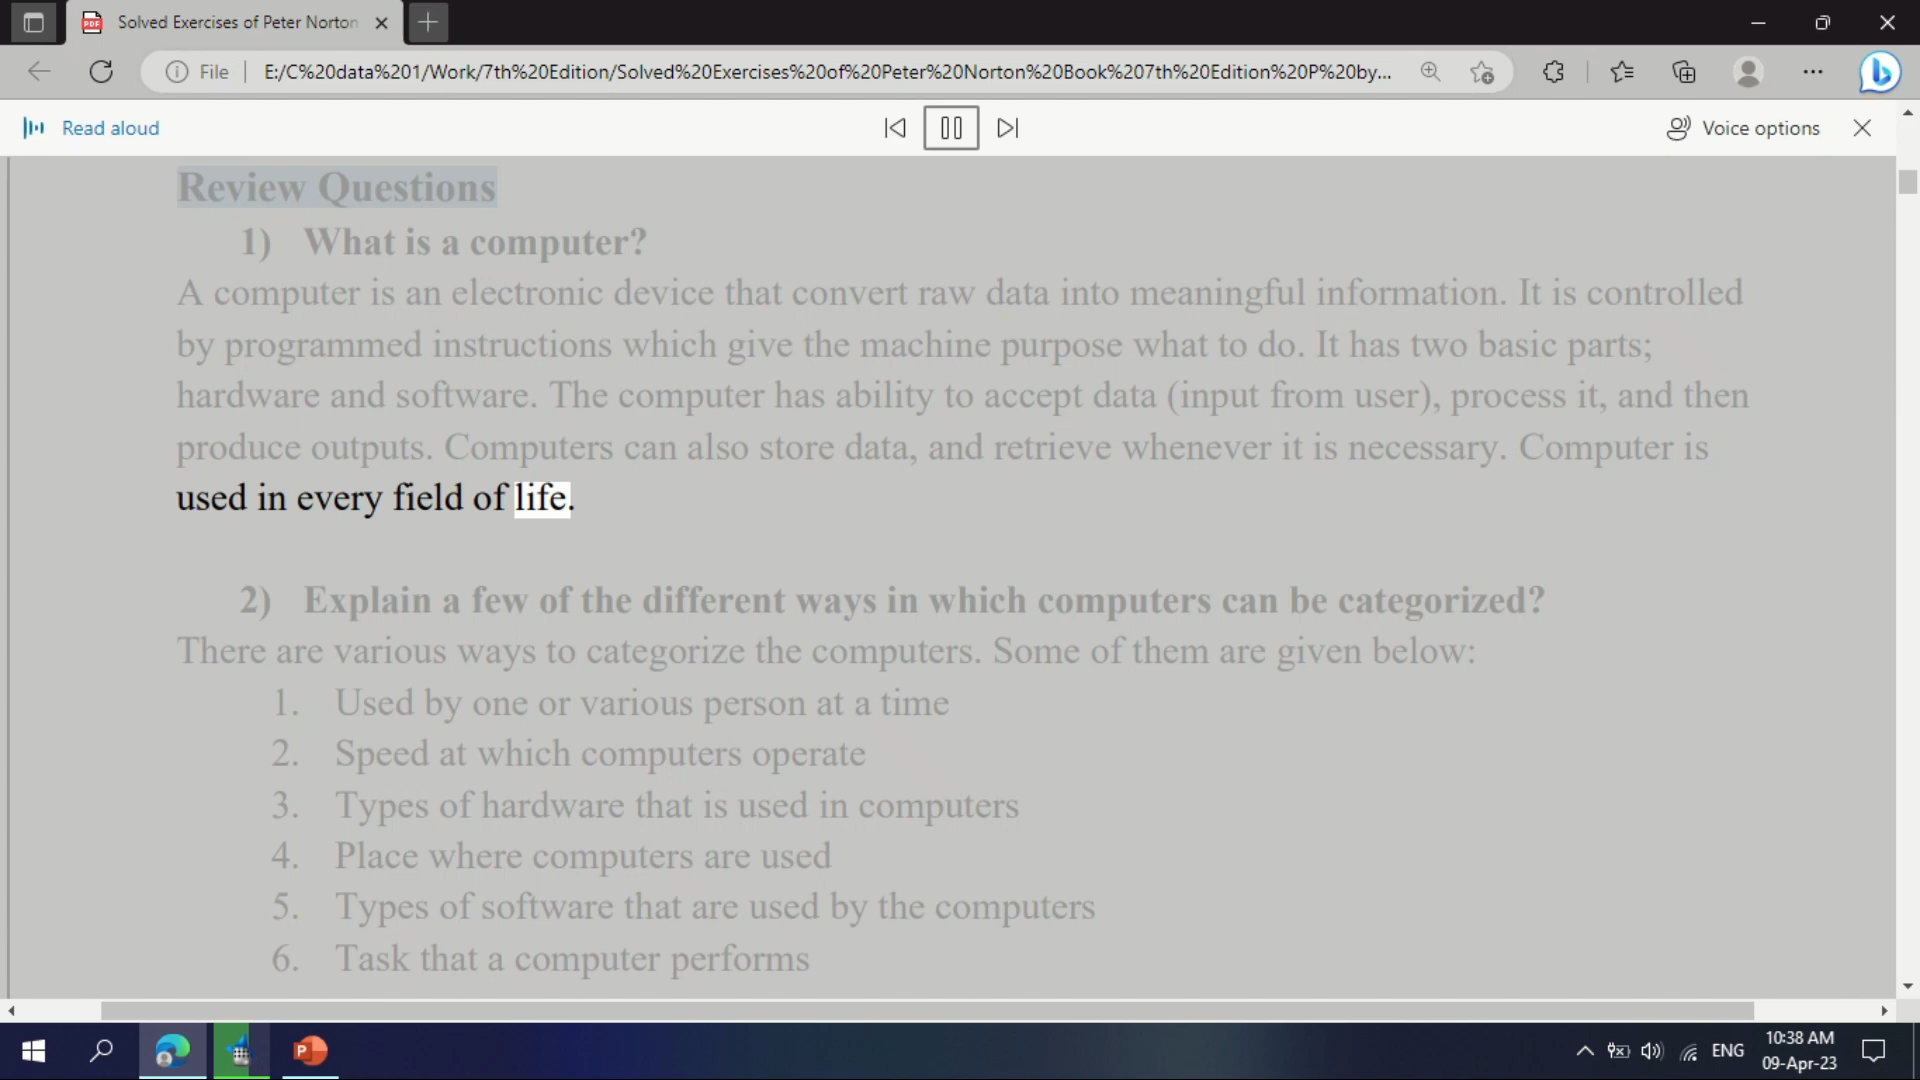 Solved Exercises of Peter Norton
File
E:/C%20data%201/Work/7th%20Edition/Solved%20Exercises%20of%20Peter%20Norton%20Book%207th%20Edition%20P%20by...
Read aloud
Voice options
Review Questions
1) What is a computer?
A computer is an electronic device that convert raw data into meaningful information. It is controlled
by programmed instructions which give the machine purpose what to do. It has two basic parts;
hardware and software. The computer has ability to accept data (input from user), process it, and then
produce outputs. Computers can also store data, and retrieve whenever it is necessary. Computer is
used in every field of life.
2) Explain a few of the different ways in which computers can be categorized?
There are various ways to categorize the computers. Some of them are given below:
1. Used by one or various person at a time
2. Speed at which computers operate
3. Types of hardware that is used in computers
4. Place where computers are used
5. Types of software that are used by the computers
6. Task that a computer performs
ENG
10:38 AM
09-Apr-23